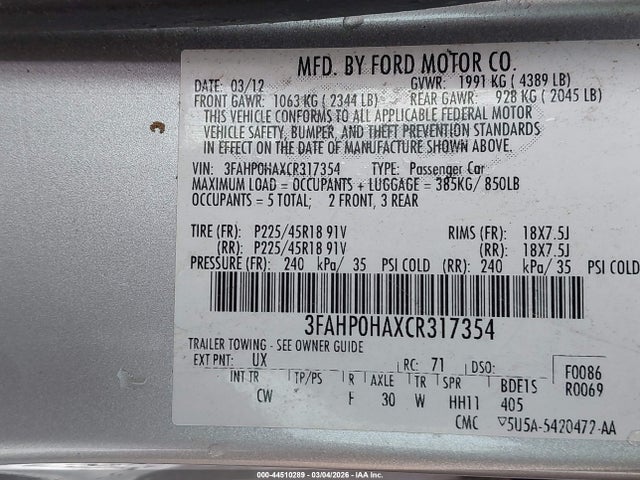 MFD. BY FORD MOTOR CO.
DATE: 03/12 GVWR: 1991 KG ( 4389 LB)
FRONT GAWR: 1063 KG ( 2344 LB) REAR GAWR: 928 KG ( 2045 LB)
THIS VEHICLE CONFORMS TO ALL APPLICABLE FEDERAL MOTOR
VEHICLE SAFETY, BUMPER, AND THEFT PREVENTION STANDARDS
IN EFFECT ON THE DATE OF MANUFACTURE SHOWN ABOVE.
VIN: 3FAHP0HAXCR317354 TYPE: Passenger Car
MAXIMUM LOAD = OCCUPANTS + LUGGAGE = 385KG/ 850LB
OCCUPANTS = 5 TOTAL; 2 FRONT, 3 REAR
TIRE (FR): P225/45R18 91V RIMS (FR): 18X7.5J
(RR): P225/45R18 91V (RR): 18X7.5J
PRESSURE (FR): 240 kPa/ 35 PSI COLD (RR): 240 kPa/ 35 PSI COLD
3FAHP0HAXCR317354
TRAILER TOWING - SEE OWNER GUIDE
EXT PNT: UX RC: 71 DSO: F0086
INT TR TP/PS R AXLE TR SPR BDE1S R0069
CW F 30 W HH11 405
CMC ▽5U5A-5420472-AA
000-44510289 - 03/04/2026 - IAAI.COM